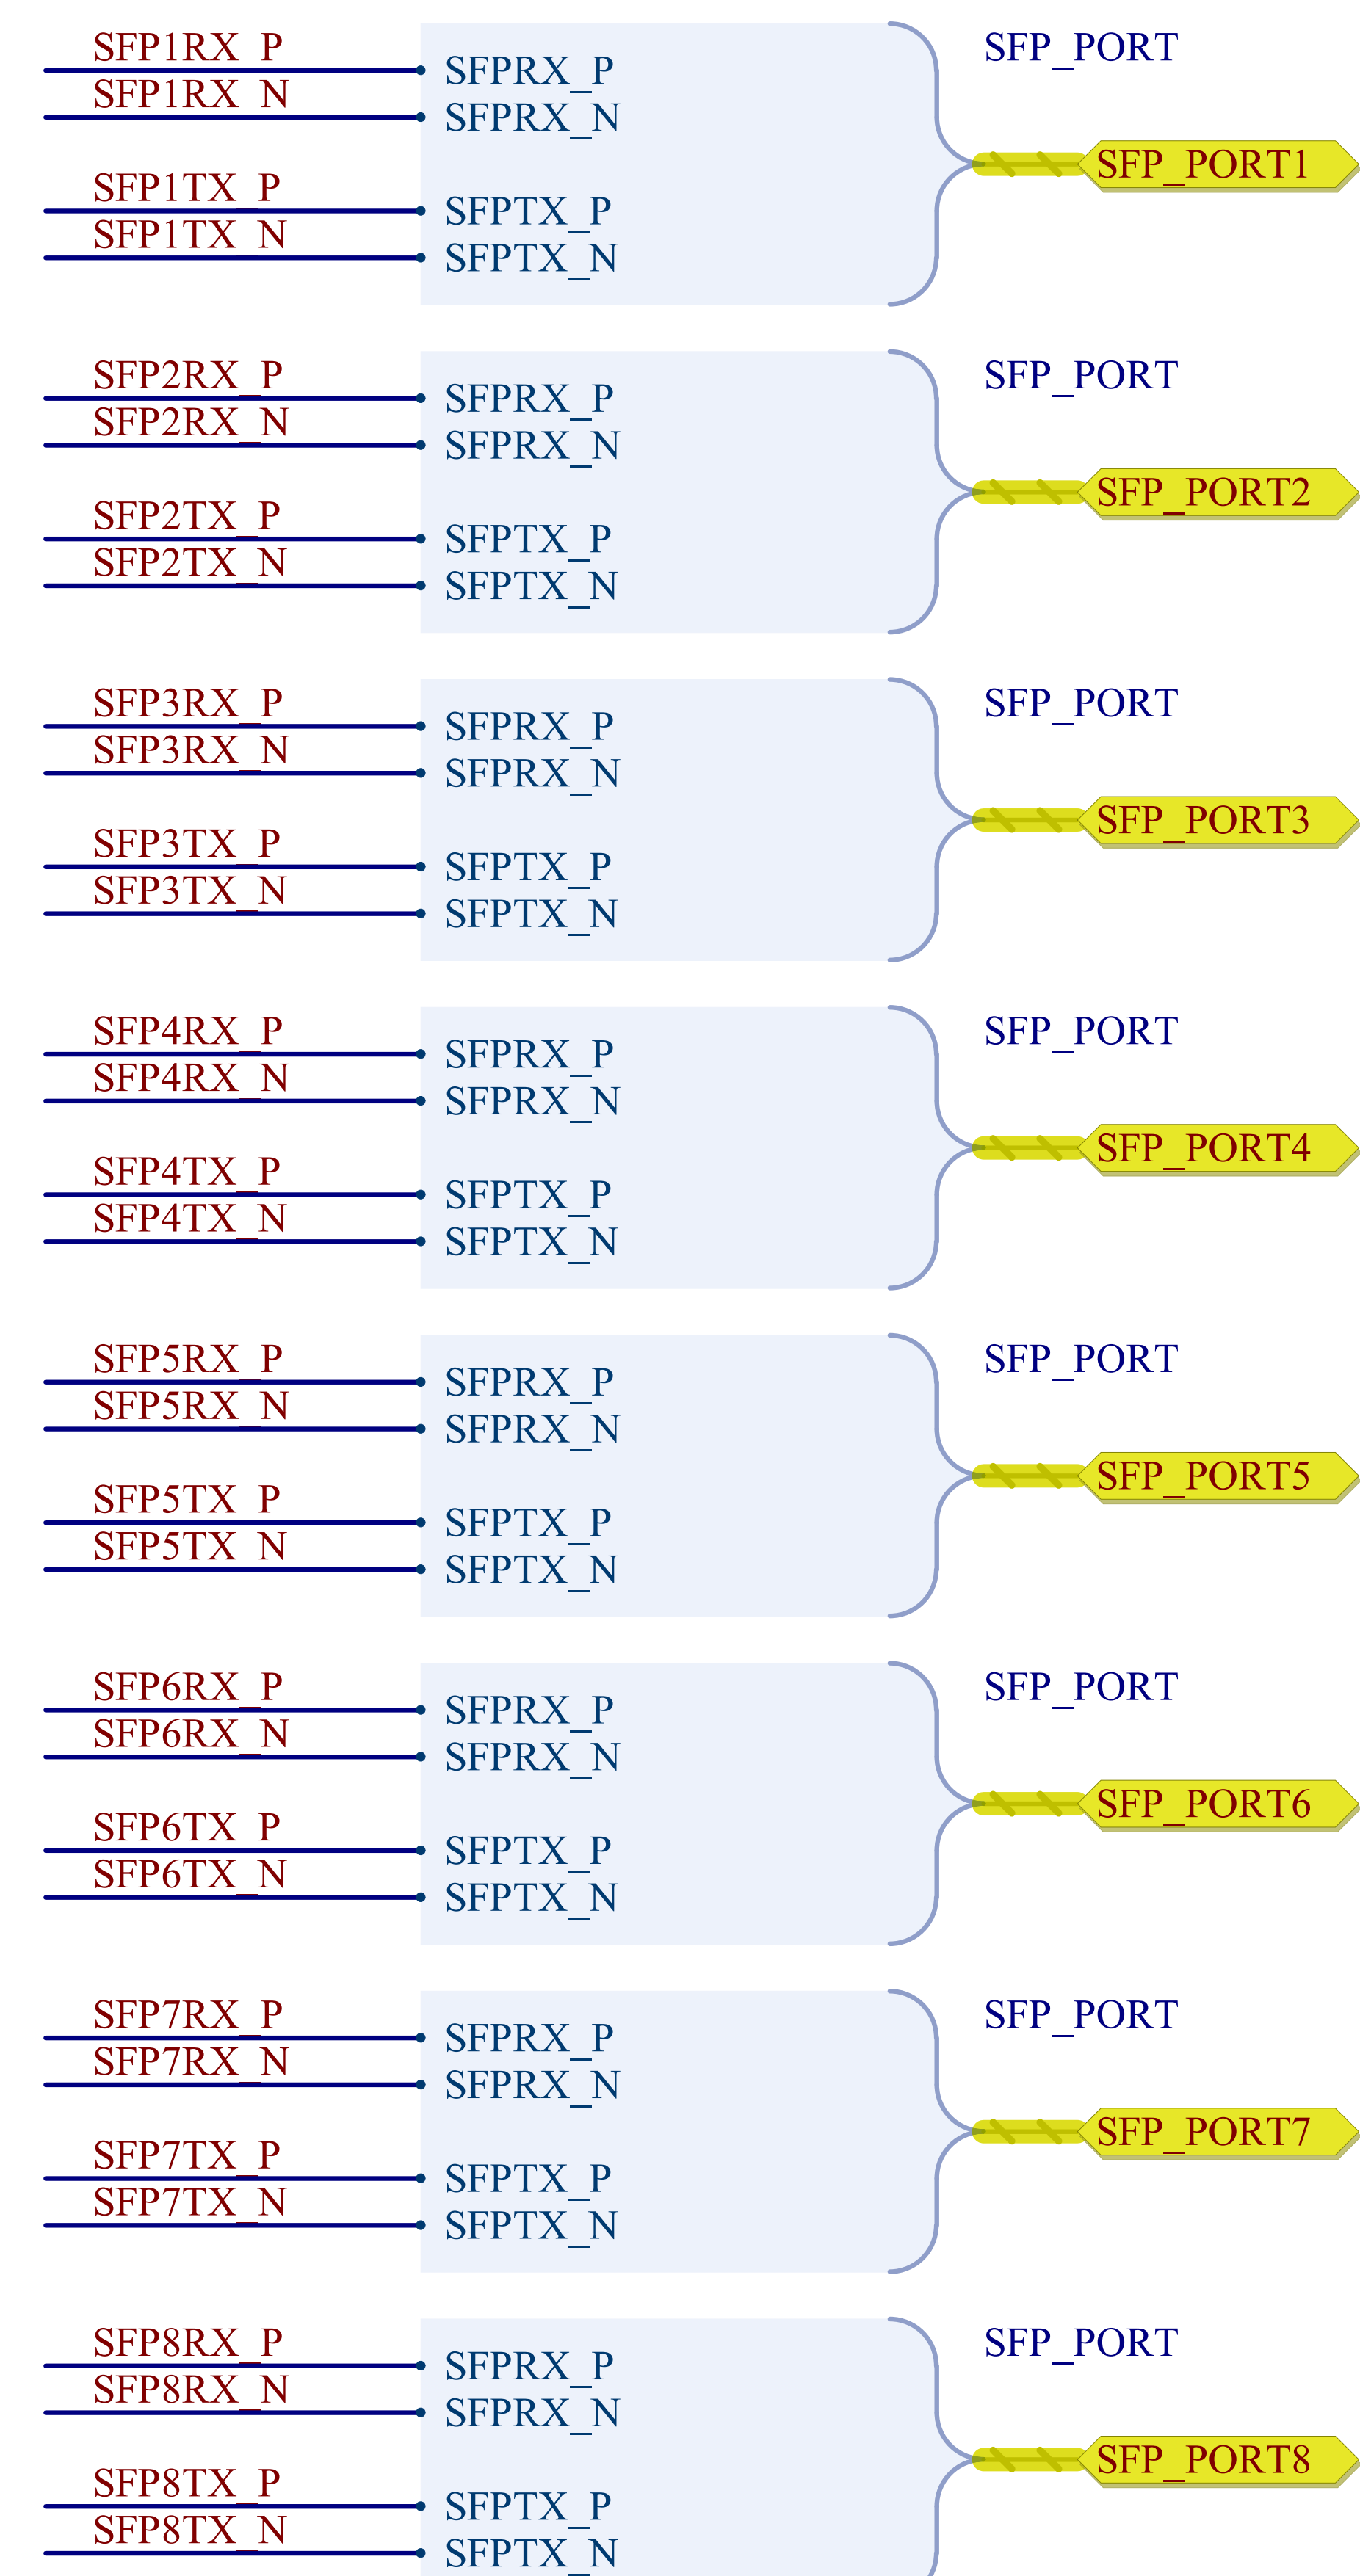 SFP1RX_P SFP_PORT
SFPRX_P
SFP1RX_N
SFPRX_N
SFP_PORT1
SFP1TX_P
SFPTX_P
SFP1TX_N
SFPTX_N
SFP2RX_P SFP_PORT
SFPRX_P
SFP2RX_N
SFPRX_N
SFP_PORT2
SFP2TX_P
SFPTX_P
SFP2TX_N
SFPTX_N
SFP3RX_P SFP_PORT
SFPRX_P
SFP3RX_N
SFPRX_N
SFP_PORT3
SFP3TX_P
SFPTX_P
SFP3TX_N
SFPTX_N
SFP4RX_P SFP_PORT
SFPRX_P
SFP4RX_N
SFPRX_N
SFP_PORT4
SFP4TX_P
SFPTX_P
SFP4TX_N
SFPTX_N
SFP5RX_P SFP_PORT
SFPRX_P
SFP5RX_N
SFPRX_N
SFP_PORT5
SFP5TX_P
SFPTX_P
SFP5TX_N
SFPTX_N
SFP6RX_P SFP_PORT
SFPRX_P
SFP6RX_N
SFPRX_N
SFP_PORT6
SFP6TX_P
SFPTX_P
SFP6TX_N
SFPTX_N
SFP7RX_P SFP_PORT
SFPRX_P
SFP7RX_N
SFPRX_N
SFP_PORT7
SFP7TX_P
SFPTX_P
SFP7TX_N
SFPTX_N
SFP8RX_P SFP_PORT
SFPRX_P
SFP8RX_N
SFPRX_N
SFP_PORT8
SFP8TX_P
SFPTX_P
SFP8TX_N
SFPTX_N